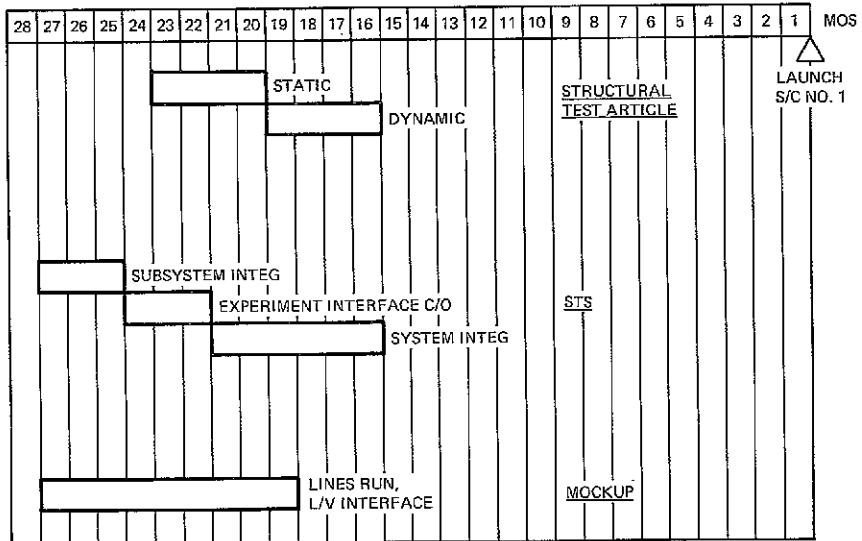 28 27 26 25 24 23 22 21 20 19 18 17 16 15 14 13 12 11 10 9 8 7 6 5 4 3 2 1 MOS
LAUNCH
S/C NO. 1
STATIC
STRUCTURAL
TEST ARTICLE
DYNAMIC
SUBSYSTEM INTEG
EXPERIMENT INTERFACE C/O
STS
SYSTEM INTEG
LINES RUN,
L/V INTERFACE
MOCKUP